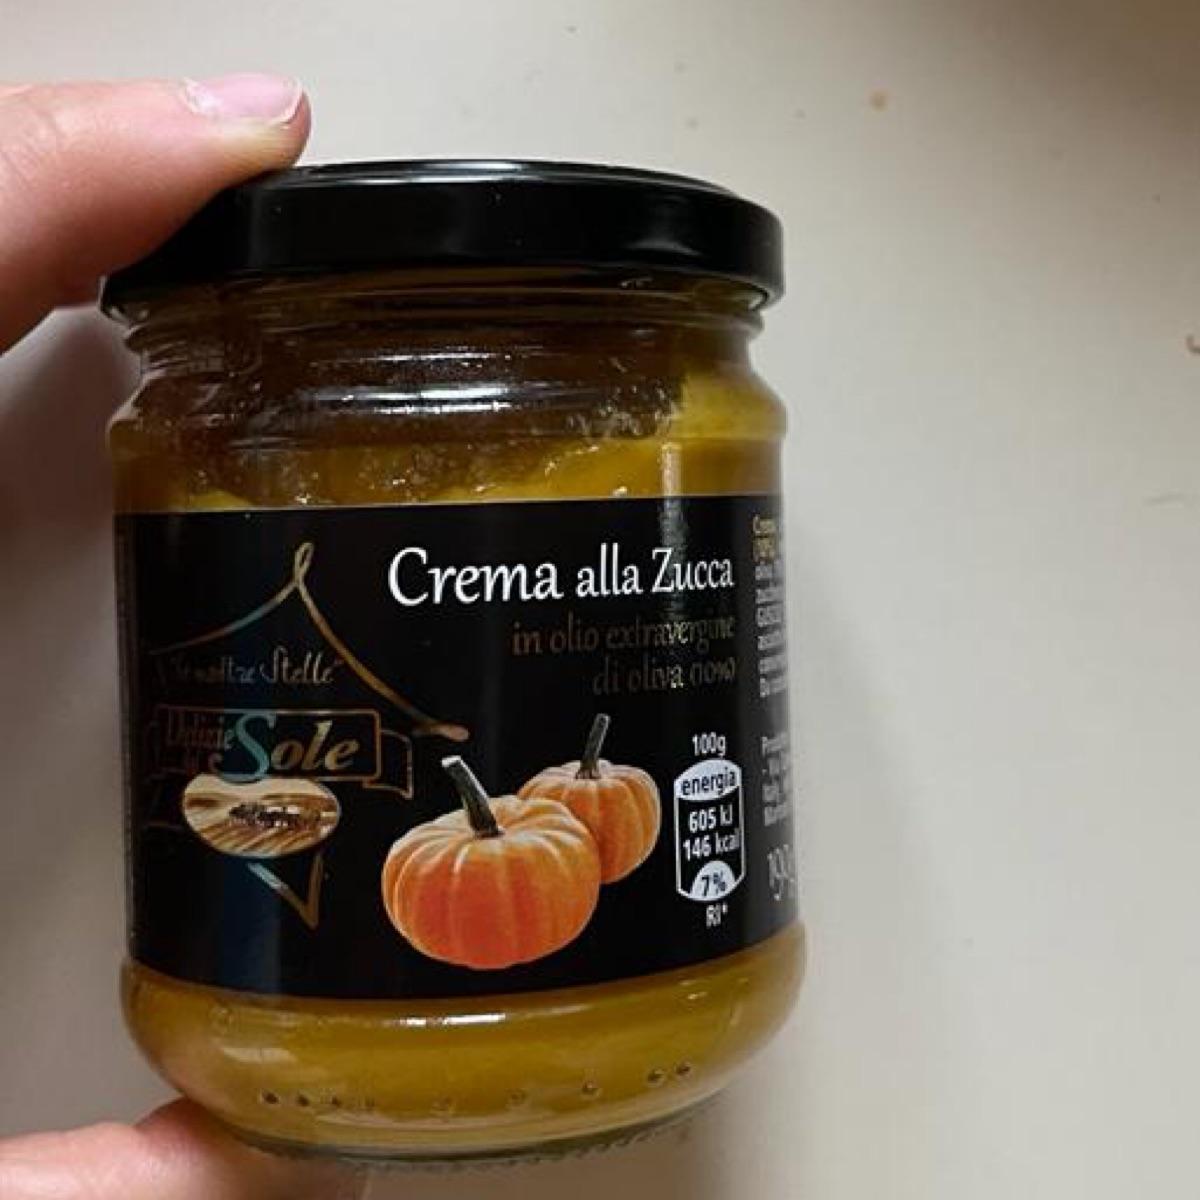 Crema alla Zucca
in olio extravergine
di oliva (10%)
"le nostre Stelle"
Delizie
Sole
100g
energia
605 kJ
146 kcal
7%
RI*